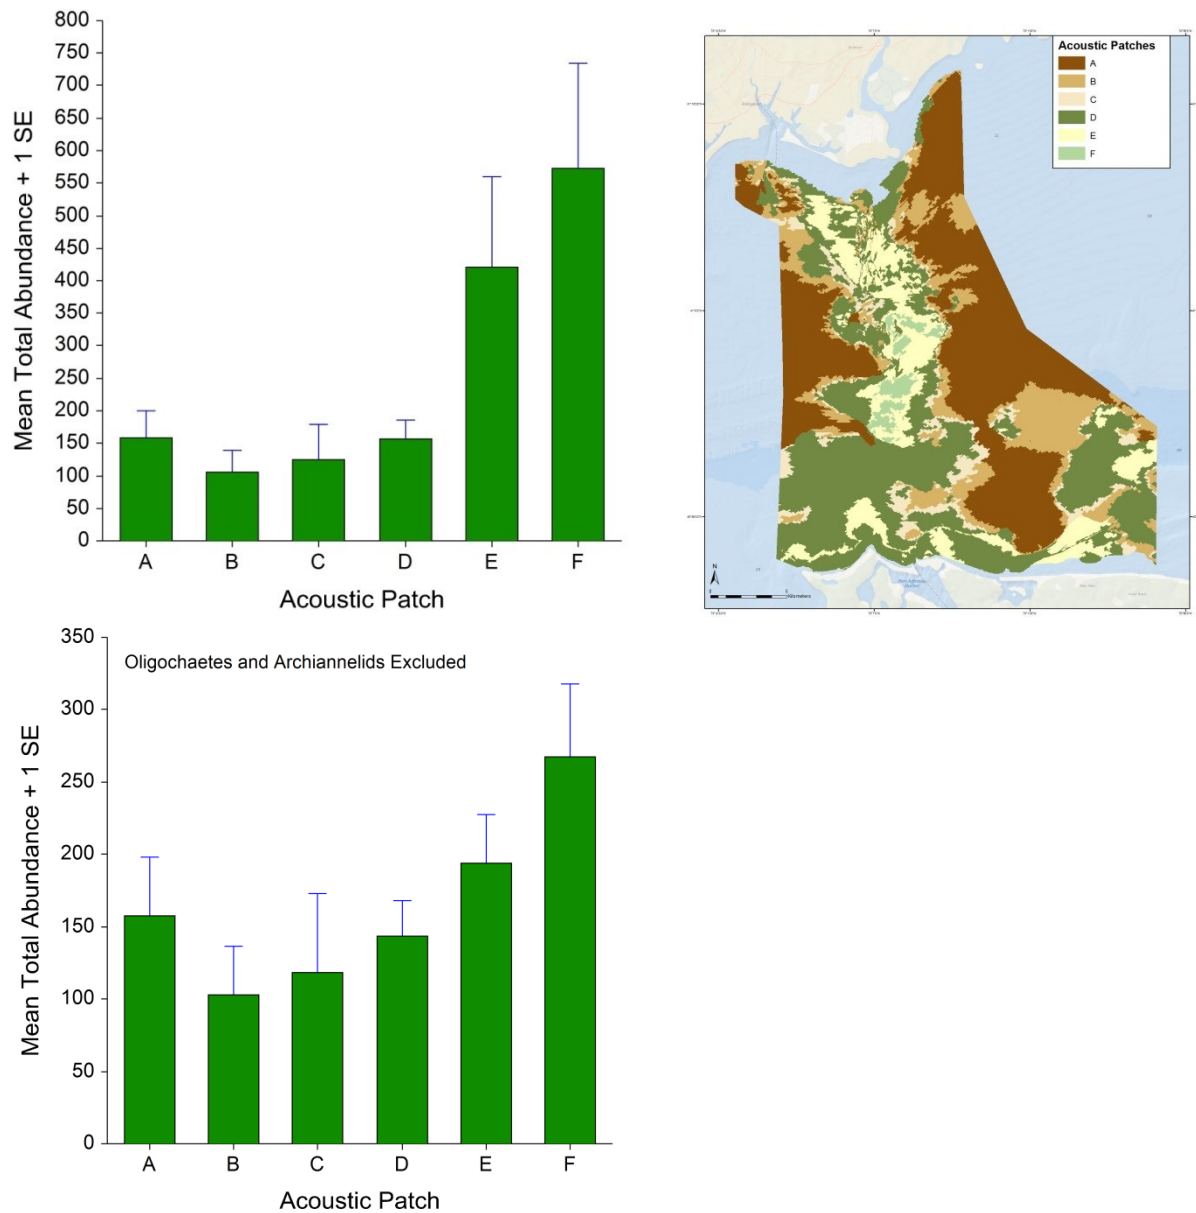 800
750
700
650
600
550
500
450
400
350
300
250
200
150
100
50
0
Mean Total Abundance + 1 SE
A B C D E F
Acoustic Patch
Acoustic Patches
A
B
C
D
E
F
N
Kilometers
350
300
250
200
150
100
50
0
Oligochaetes and Archiannelids Excluded
Mean Total Abundance + 1 SE
A B C D E F
Acoustic Patch